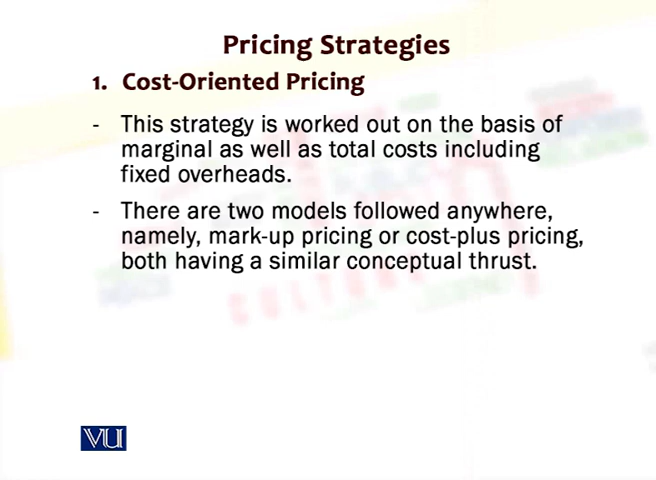 Pricing Strategies
1. Cost-Oriented Pricing
- This strategy is worked out on the basis of
marginal as well as total costs including
fixed overheads.
- There are two models followed anywhere,
namely, mark-up pricing or cost-plus pricing,
both having a similar conceptual thrust.
VU